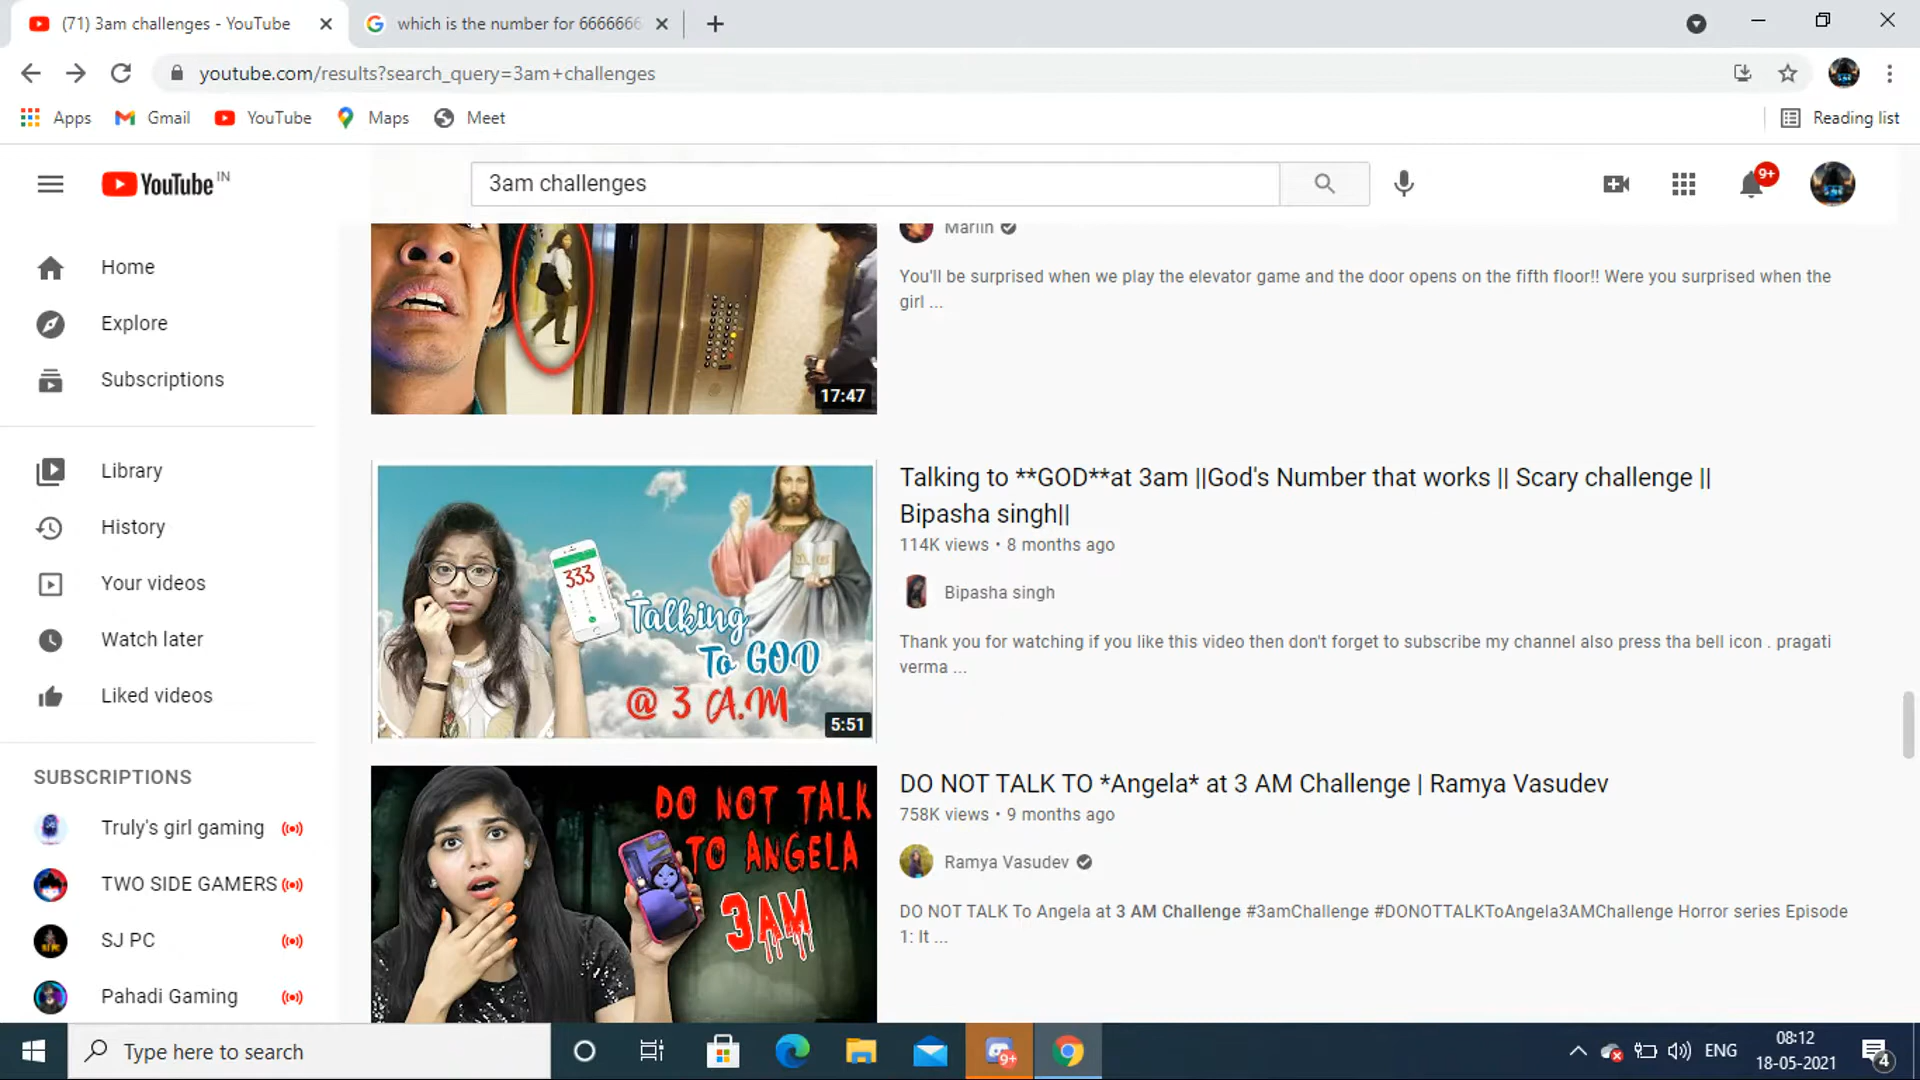 (71) 3am challenges - YouTube
which is the number for 6666666
youtube.com/results?search_query=3am+challenges
Apps
Gmail
YouTube
Maps
Meet
Reading list
YouTube IN
3am challenges
9+
Home
Explore
Subscriptions
Library
History
Your videos
Watch later
Liked videos
SUBSCRIPTIONS
Truly's girl gaming
TWO SIDE GAMERS
SJ PC
Pahadi Gaming
17:47
You'll be surprised when we play the elevator game and the door opens on the fifth floor!! Were you surprised when the
girl ...
333
Talking
To GOD
@ 3 A.M
5:51
Talking to **GOD**at 3am ||God's Number that works || Scary challenge ||
Bipasha singh||
114K views • 8 months ago
Bipasha singh
Thank you for watching if you like this video then don't forget to subscribe my channel also press tha bell icon . pragati
verma ...
DO NOT TALK
TO ANGELA
3AM
DO NOT TALK TO *Angela* at 3 AM Challenge | Ramya Vasudev
758K views • 9 months ago
Ramya Vasudev
DO NOT TALK To Angela at 3 AM Challenge #3amChallenge #DONOTTALKToAngela3AMChallenge Horror series Episode
1: It ...
Type here to search
9+
ENG
08:12
18-05-2021
4